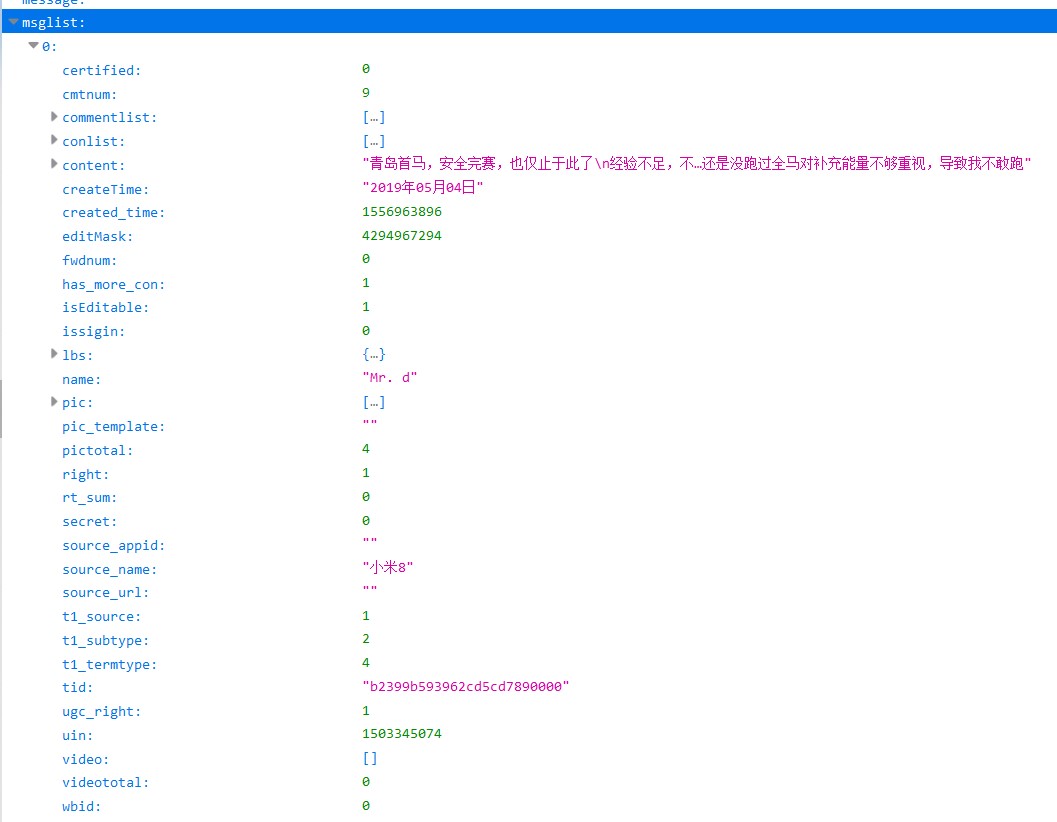 message:
msglist:
0:
certified: 0
cmtnum: 9
commentlist: […]
conlist: […]
content: "青岛首马，安全完赛，也仅止于此了\n经验不足，不…还是没跑过全马对补充能量不够重视，导致我不敢跑"
createTime: "2019年05月04日"
created_time: 1556963896
editMask: 4294967294
fwdnum: 0
has_more_con: 1
isEditable: 1
issigin: 0
lbs: {…}
name: "Mr. d"
pic: […]
pic_template: ""
pictotal: 4
right: 1
rt_sum: 0
secret: 0
source_appid: ""
source_name: "小米8"
source_url: ""
t1_source: 1
t1_subtype: 2
t1_termtype: 4
tid: "b2399b593962cd5cd7890000"
ugc_right: 1
uin: 1503345074
video: []
videototal: 0
wbid: 0